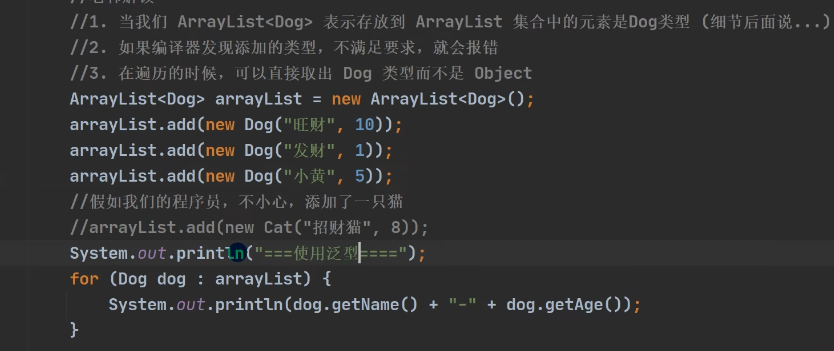 //1. 当我们 ArrayList<Dog> 表示存放到 ArrayList 集合中的元素是Dog类型 (细节后面说...)
//2. 如果编译器发现添加的类型，不满足要求，就会报错
//3. 在遍历的时候，可以直接取出 Dog 类型而不是 Object
ArrayList<Dog> arrayList = new ArrayList<Dog>();
arrayList.add(new Dog("旺财", 10));
arrayList.add(new Dog("发财", 1));
arrayList.add(new Dog("小黄", 5));
//假如我们的程序员，不小心，添加了一只猫
//arrayList.add(new Cat("招财猫", 8));
System.out.println("===使用泛型====");
for (Dog dog : arrayList) {
System.out.println(dog.getName() + "-" + dog.getAge());
}